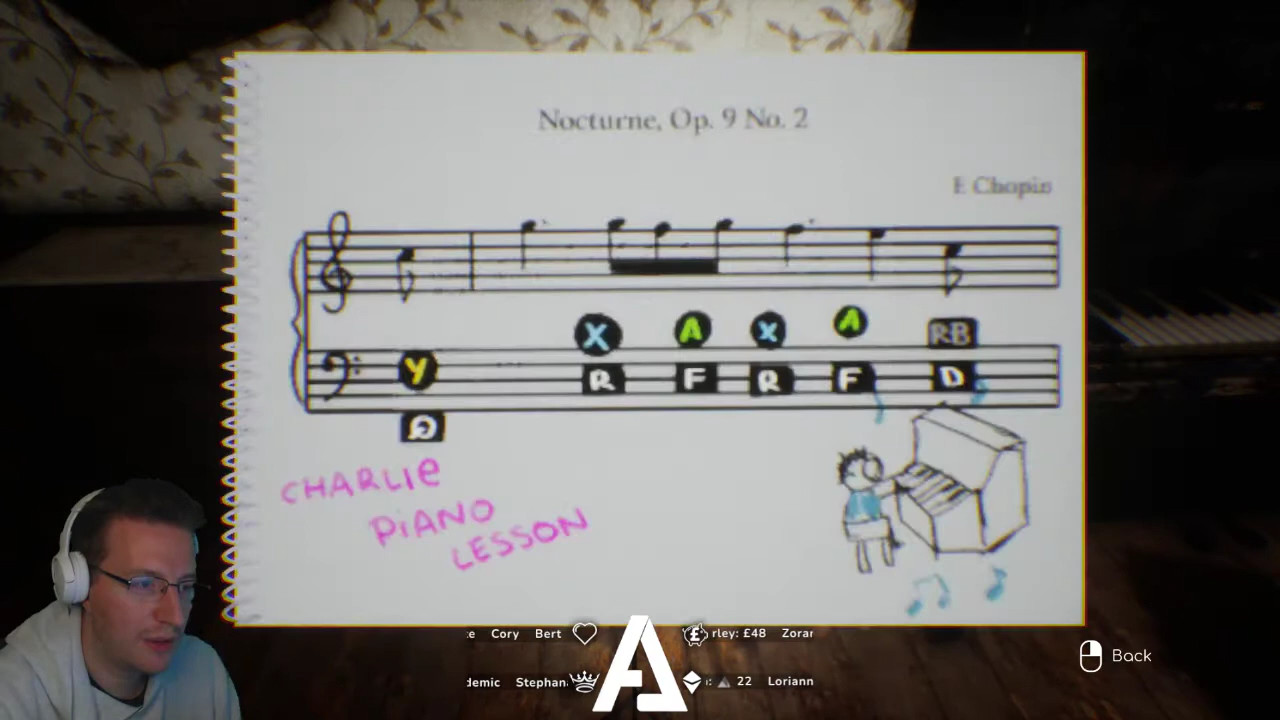 Nocturne, Op. 9 No. 2
F. Chopin
X A X A RB
Y R F R F D
Q
CHARLIE
PIANO
LESSON
Cory Bert rley: £48 Zorar
demic Stephan 22 Loriann
Back